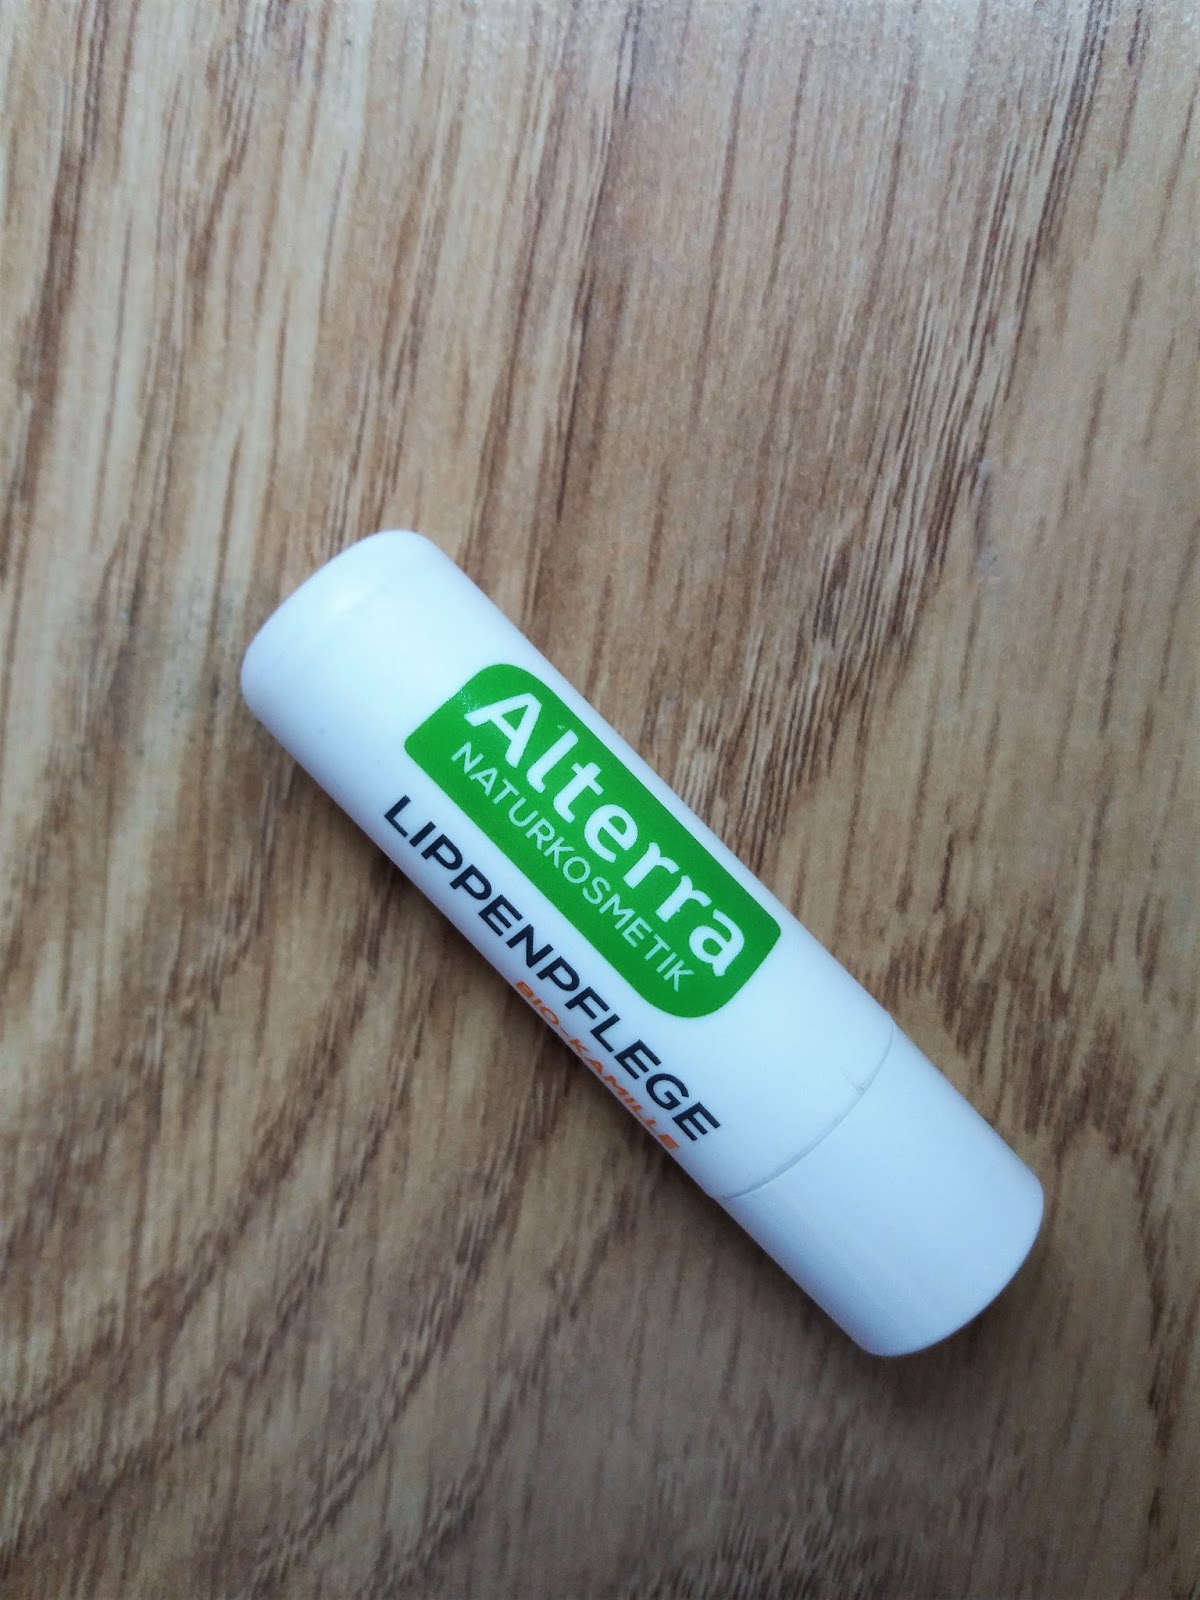 Alterra
NATURKOSMETIK
LIPPENPFLEGE
BIO-KAMILLE